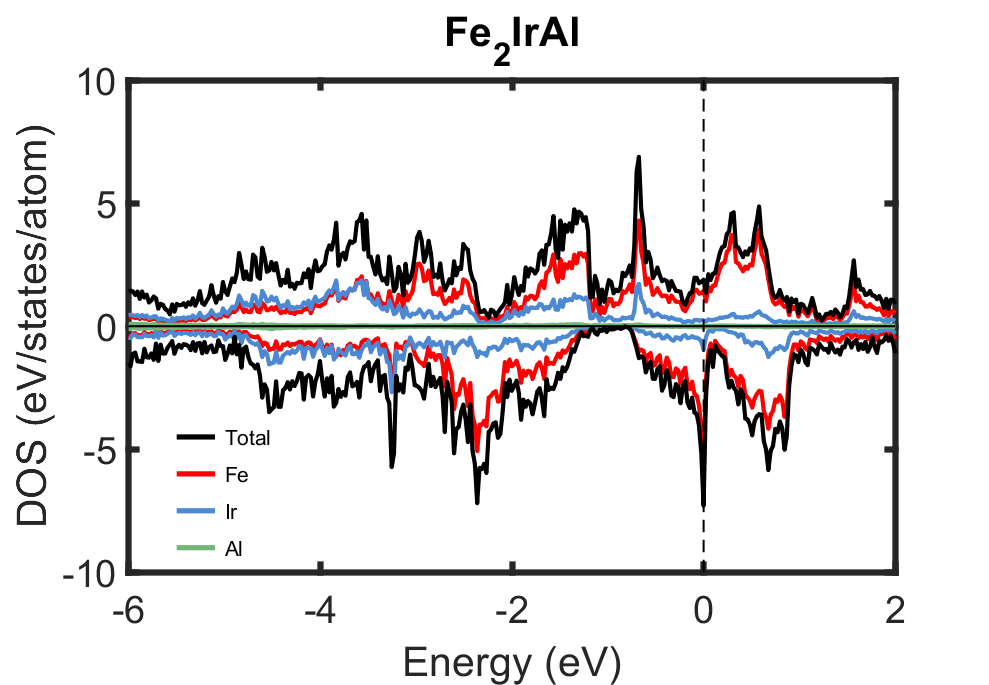 Fe₂IrAl
10
5
0
-5
-10
DOS (eV/states/atom)
Total
Fe
Ir
Al
-6 -4 -2 0 2
Energy (eV)